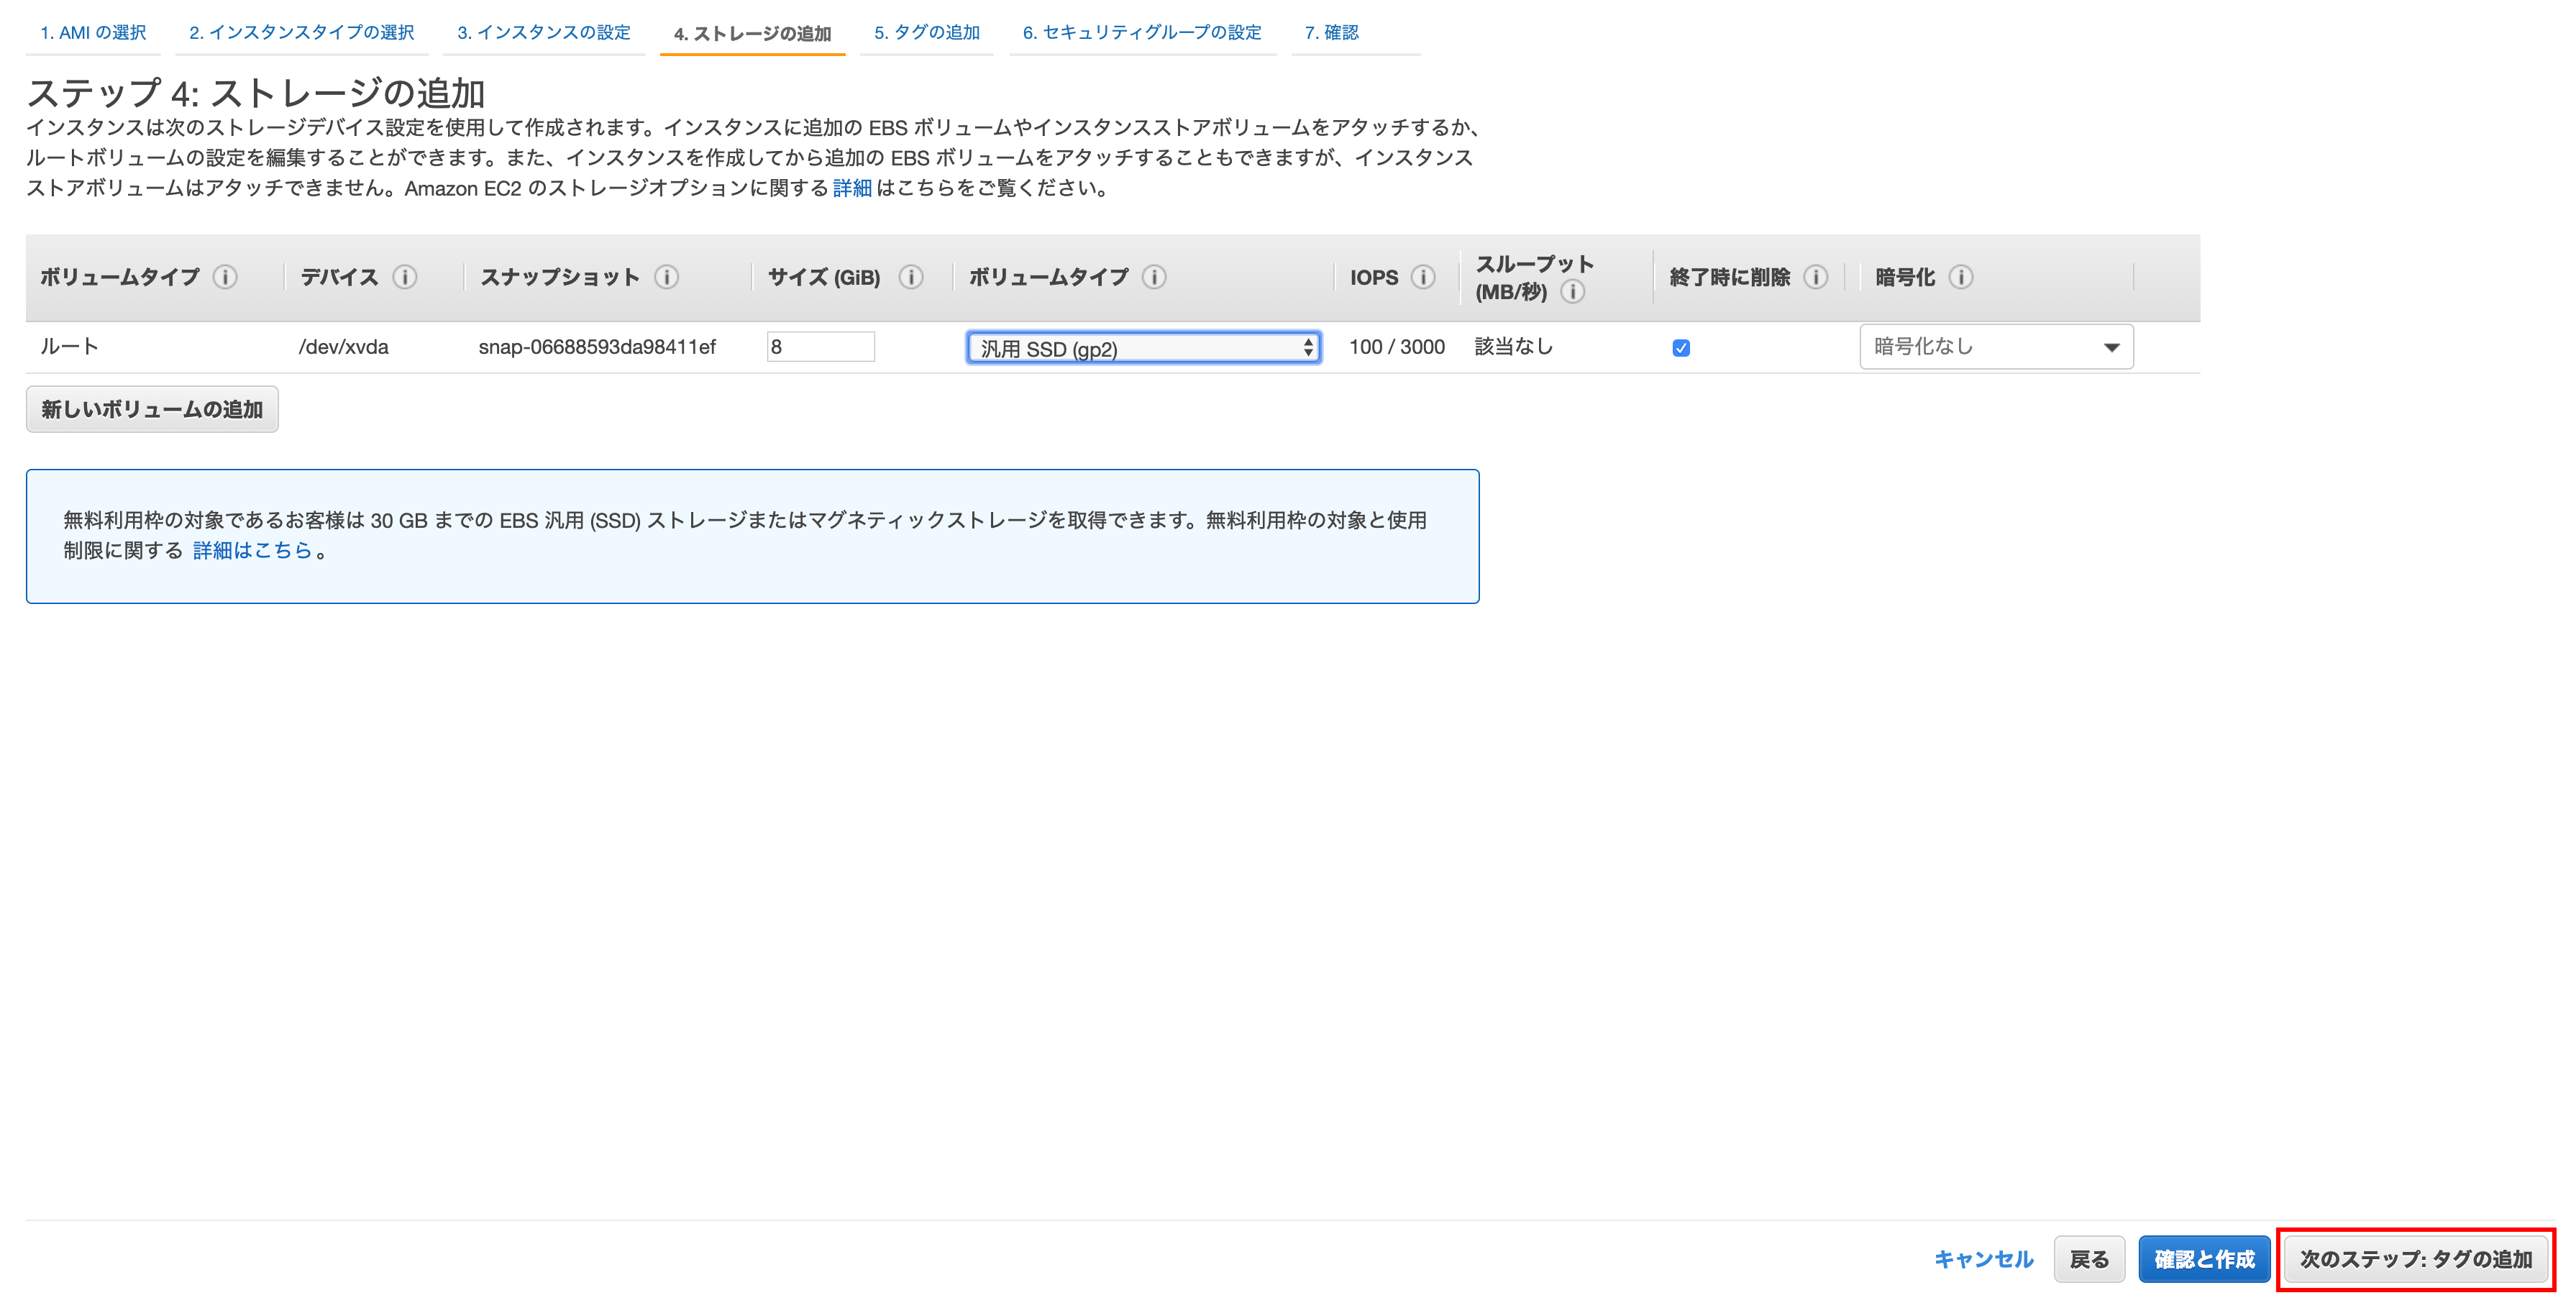 1. AMI の選択 2. インスタンスタイプの選択 3. インスタンスの設定 4. ストレージの追加 5. タグの追加 6. セキュリティグループの設定 7. 確認
ステップ 4: ストレージの追加
インスタンスは次のストレージデバイス設定を使用して作成されます。インスタンスに追加の EBS ボリュームやインスタンスストアボリュームをアタッチするか、
ルートボリュームの設定を編集することができます。また、インスタンスを作成してから追加の EBS ボリュームをアタッチすることもできますが、インスタンス
ストアボリュームはアタッチできません。Amazon EC2 のストレージオプションに関する 詳細 はこちらをご覧ください。
ボリュームタイプ i デバイス i スナップショット i サイズ (GiB) i ボリュームタイプ i IOPS i スループット (MB/秒) i 終了時に削除 i 暗号化 i
ルート /dev/xvda snap-06688593da98411ef 8 汎用 SSD (gp2) 100 / 3000 該当なし 暗号化なし
新しいボリュームの追加
無料利用枠の対象であるお客様は 30 GB までの EBS 汎用 (SSD) ストレージまたはマグネティックストレージを取得できます。無料利用枠の対象と使用
制限に関する 詳細はこちら 。
キャンセル 戻る 確認と作成 次のステップ: タグの追加